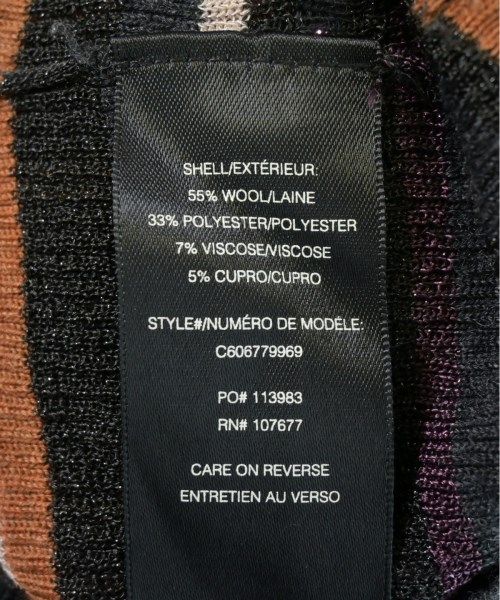 SHELL/EXTÉRIEUR:
55% WOOL/LAINE
33% POLYESTER/POLYESTER
7% VISCOSE/VISCOSE
5% CUPRO/CUPRO
STYLE#/NUMÉRO DE MODÉLE:
C606779969
PO# 113983
RN# 107677
CARE ON REVERSE
ENTRETIEN AU VERSO